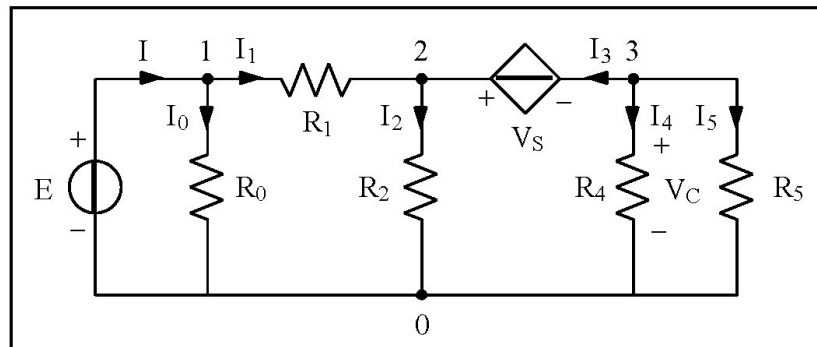 I 1 I1 2 I3 3
+ −
I0 R1 I2 VS I4 I5
+ +
E R0 R2 R4 VC R5
− −
0